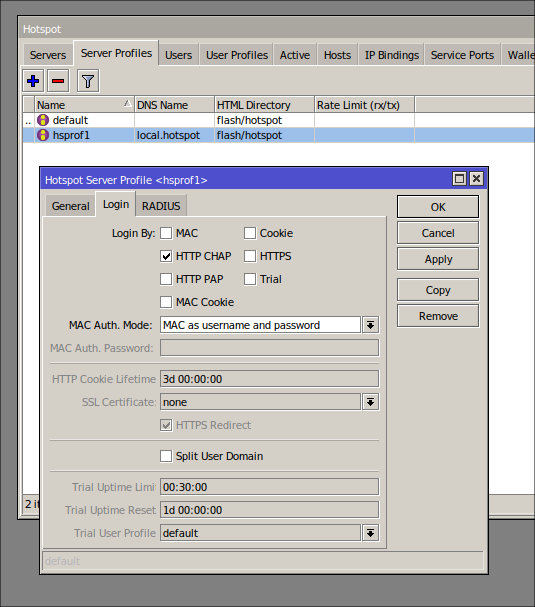 Hotspot
Servers Server Profiles Users User Profiles Active Hosts IP Bindings Service Ports Walle
Name DNS Name HTML Directory Rate Limit (rx/tx)
.. default flash/hotspot
hsprof1 local.hotspot flash/hotspot
Hotspot Server Profile <hsprof1>
General Login RADIUS
OK
Cancel
Apply
Copy
Remove
Login By: MAC Cookie
HTTP CHAP HTTPS
HTTP PAP Trial
MAC Cookie
MAC Auth. Mode: MAC as username and password
MAC Auth. Password:
HTTP Cookie Lifetime 3d 00:00:00
SSL Certificate: none
HTTPS Redirect
Split User Domain
Trial Uptime Limi 00:30:00
Trial Uptime Reset 1d 00:00:00
Trial User Profile default
2 it
default